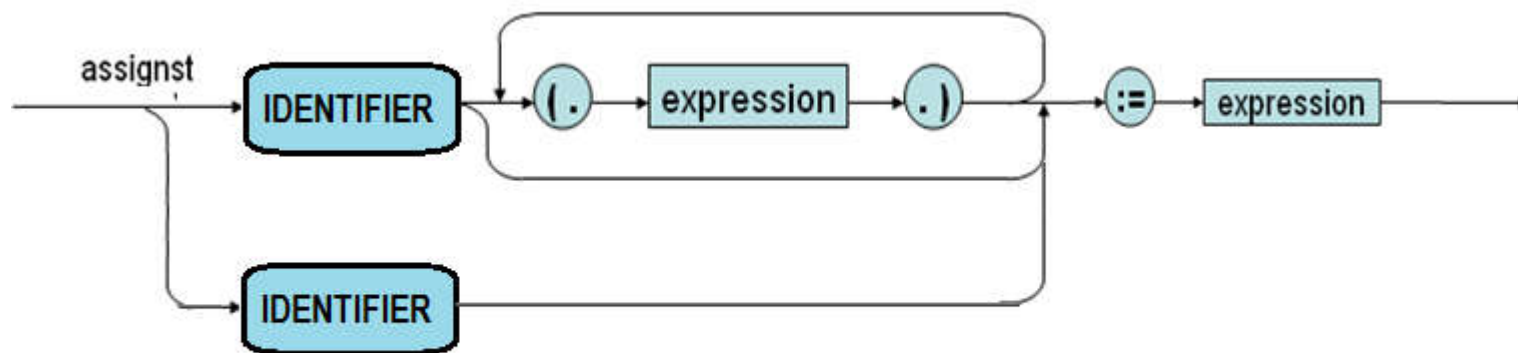 assignst
IDENTIFIER (. expression .) := expression
IDENTIFIER